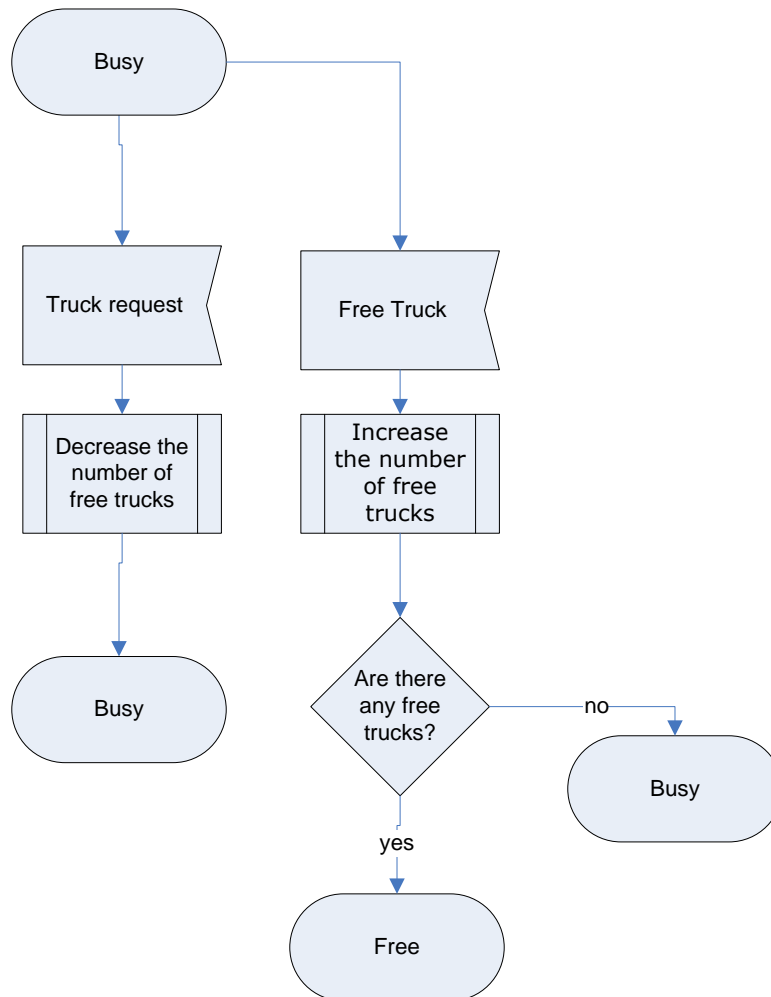 Busy
Truck request
Free Truck
Decrease the
number of
free trucks
Increase
the number
of free
trucks
Busy
Are there
any free
trucks?
no
Busy
yes
Free